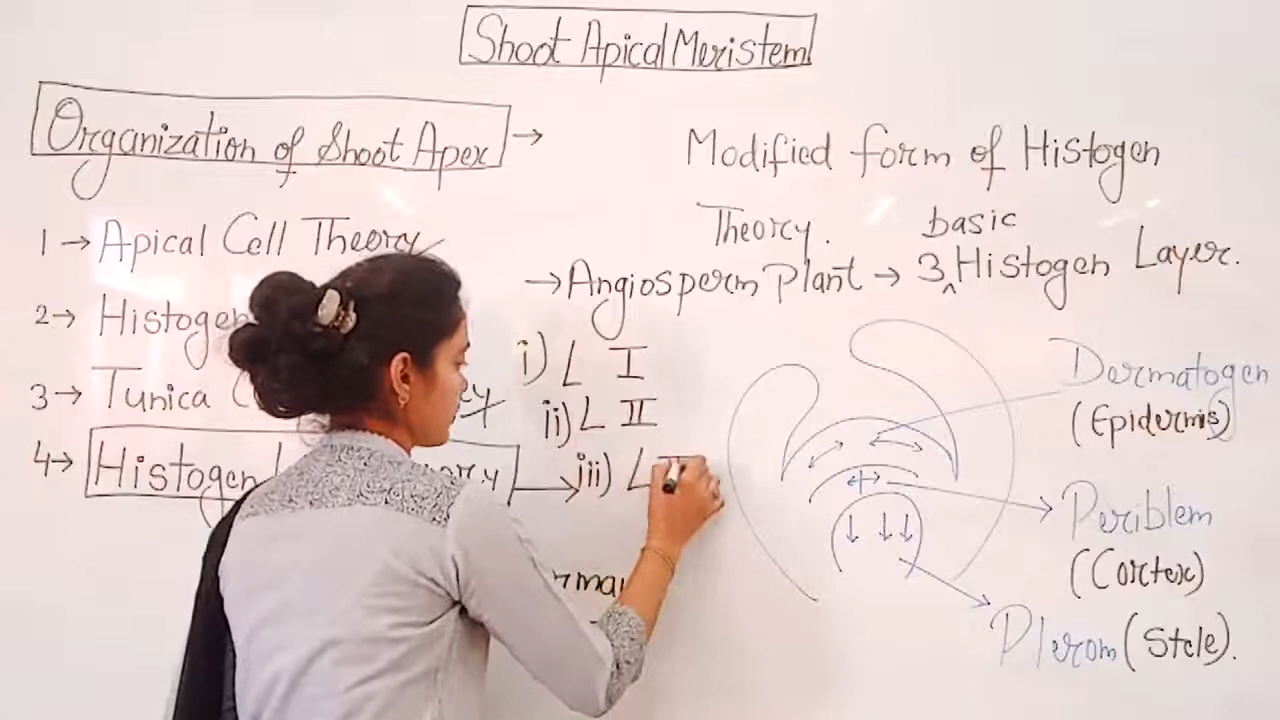 Shoot Apical Meristem
Organization of Shoot Apex →
1 → Apical Cell Theory
2 → Histogen
3 → Tunica
4 → Histogen
Modified form of Histogen
Theory.
→ Angiosperm Plant → 3 basic Histogen Layer.
i) L I
ii) L II
iii) L
Dermatogen
(Epidermis)
Periblem
(Cortex)
Plerom (Stele).